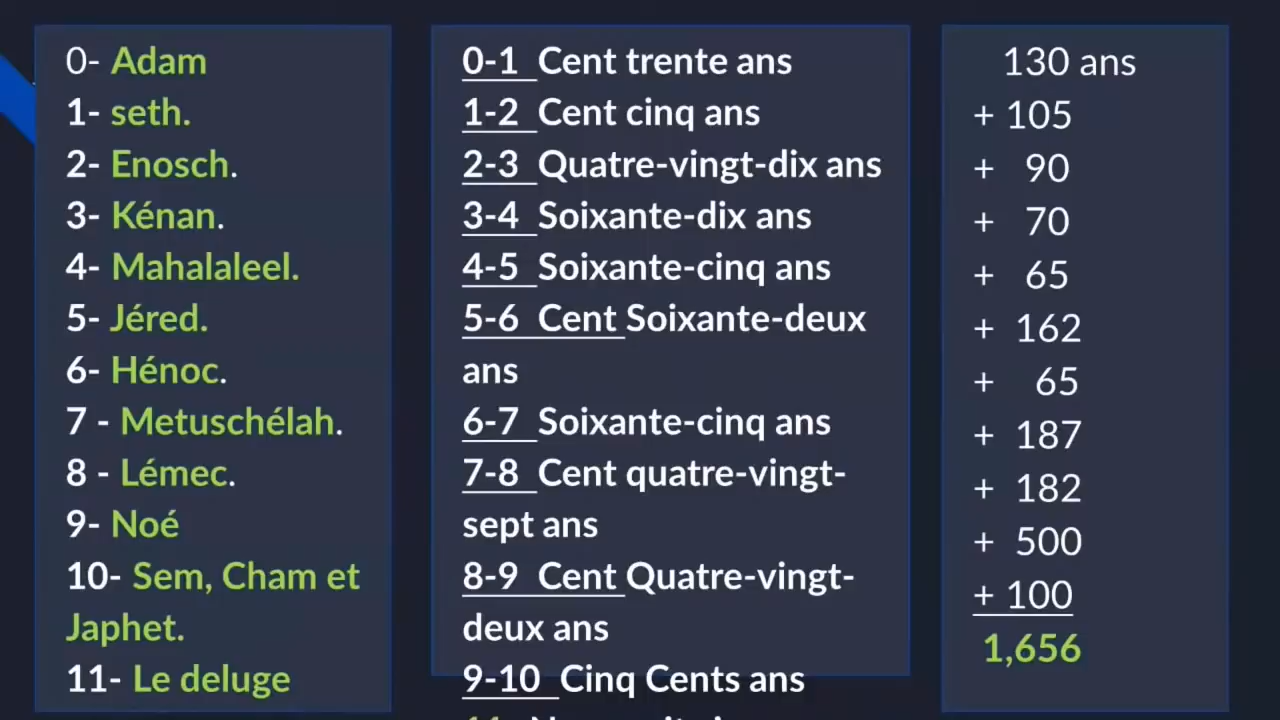 0- Adam
1- seth.
2- Enosch.
3- Kénan.
4- Mahalaleel.
5- Jéred.
6- Hénoc.
7 - Metuschélah.
8 - Lémec.
9- Noé
10- Sem, Cham et
Japhet.
11- Le deluge
0-1 Cent trente ans
1-2 Cent cinq ans
2-3 Quatre-vingt-dix ans
3-4 Soixante-dix ans
4-5 Soixante-cinq ans
5-6 Cent Soixante-deux
ans
6-7 Soixante-cinq ans
7-8 Cent quatre-vingt-
sept ans
8-9 Cent Quatre-vingt-
deux ans
9-10 Cinq Cents ans
130 ans
+ 105
+ 90
+ 70
+ 65
+ 162
+ 65
+ 187
+ 182
+ 500
+ 100
1,656